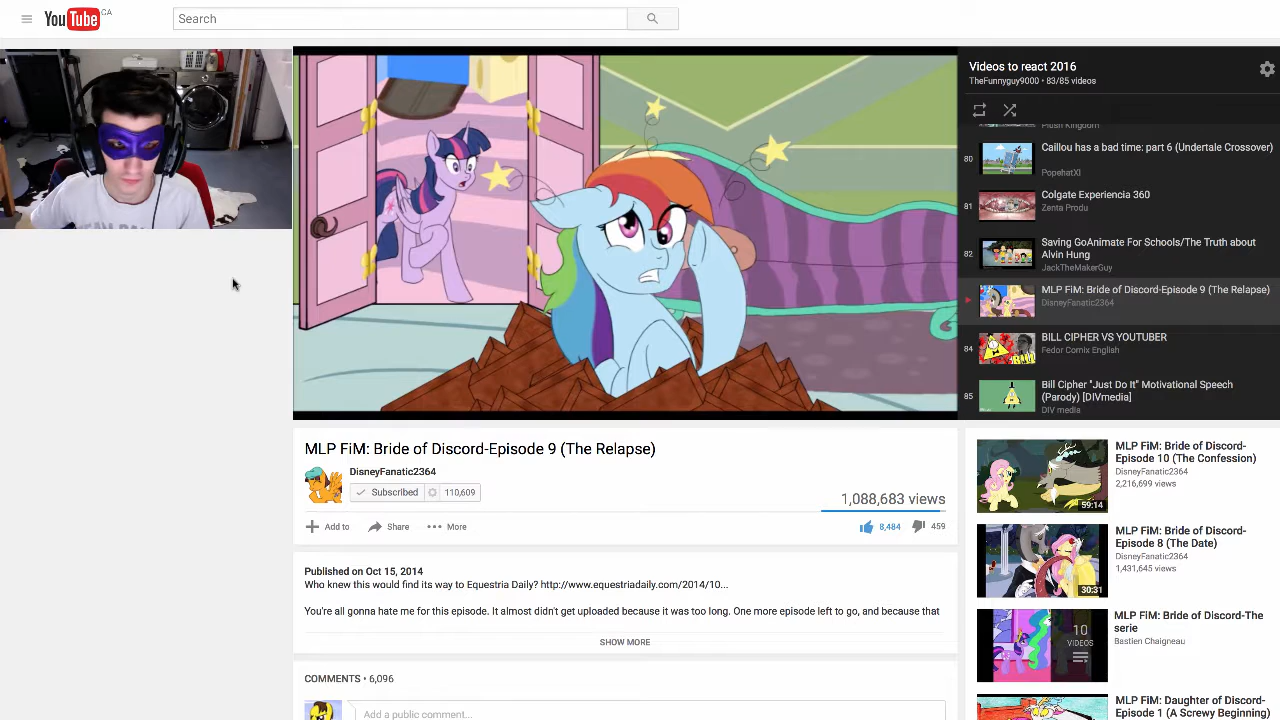 YouTube CA
Search
Videos to react 2016
TheFunnyguy9000 • 83/85 videos
Plush Kingdom
80
Caillou has a bad time: part 6 (Undertale Crossover)
PopehatXI
81
Colgate Experiencia 360
Zenta Produ
82
Saving GoAnimate For Schools/The Truth about
Alvin Hung
JackTheMakerGuy
MLP FiM: Bride of Discord-Episode 9 (The Relapse)
DisneyFanatic2364
84
BILL CIPHER VS YOUTUBER
Fedor Comix English
85
Bill Cipher "Just Do It" Motivational Speech
(Parody) [DIVmedia]
DIV media
MLP FiM: Bride of Discord-Episode 9 (The Relapse)
DisneyFanatic2364
Subscribed 110,609
1,088,683 views
Add to Share More
8,484 459
Published on Oct 15, 2014
Who knew this would find its way to Equestria Daily? http://www.equestriadaily.com/2014/10...
You're all gonna hate me for this episode. It almost didn't get uploaded because it was too long. One more episode left to go, and because that
SHOW MORE
COMMENTS • 6,096
Add a public comment...
MLP FiM: Bride of Discord-
Episode 10 (The Confession)
DisneyFanatic2364
2,216,699 views
59:14
MLP FiM: Bride of Discord-
Episode 8 (The Date)
DisneyFanatic2364
1,431,645 views
30:31
MLP FiM: Bride of Discord-The
serie
Bastien Chaigneau
10
VIDEOS
MLP FiM: Daughter of Discord-
Episode 1 (A Screwy Beginning)